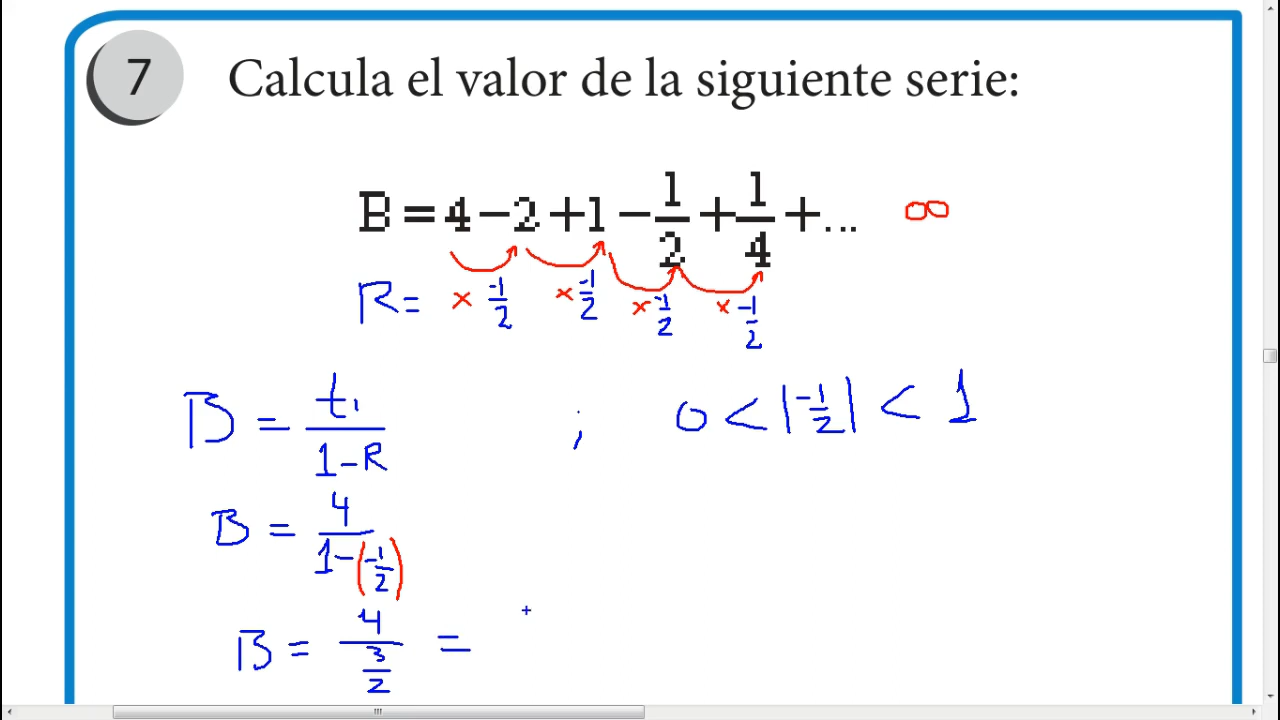 7 Calcula el valor de la siguiente serie:
B = 4 − 2 + 1 − 1/2 + 1/4 + ... ∞
R = × -1/2 × -1/2 × -1/2 × -1/2
B = t₁/(1-R) ; 0 < |-1/2| < 1
B = 4/(1-(-1/2))
B = 4/(3/2) =